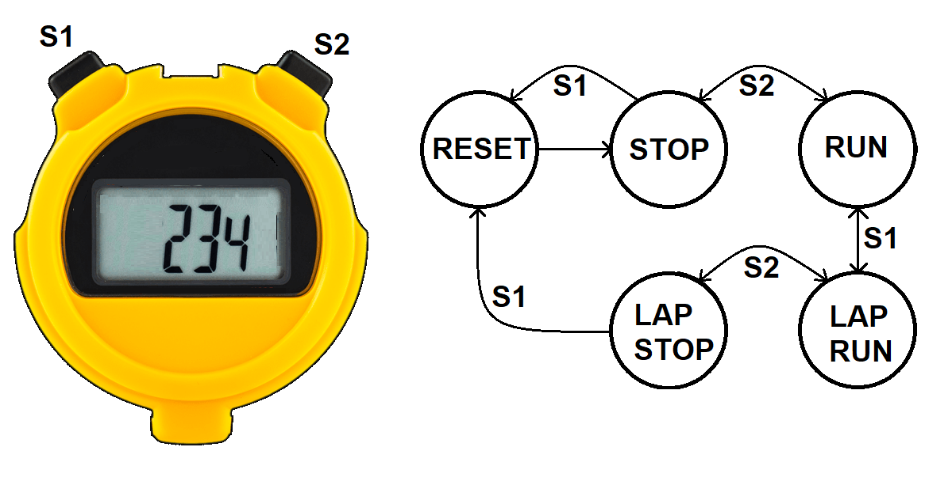 S1
S2
234
S1
S2
RESET
STOP
RUN
S1
S2
S1
LAP
STOP
LAP
RUN